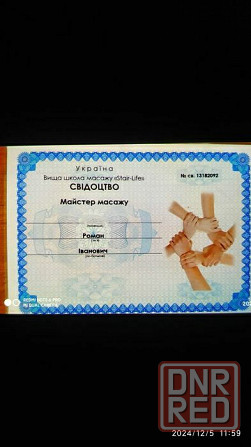 Україна
Вища школа масажу «Stair-Life»
№ св. 13182092
СВІДОЦТВО
Майстер масажу
Роман
Іванович
2024/12/5 11:59
DNR
RED